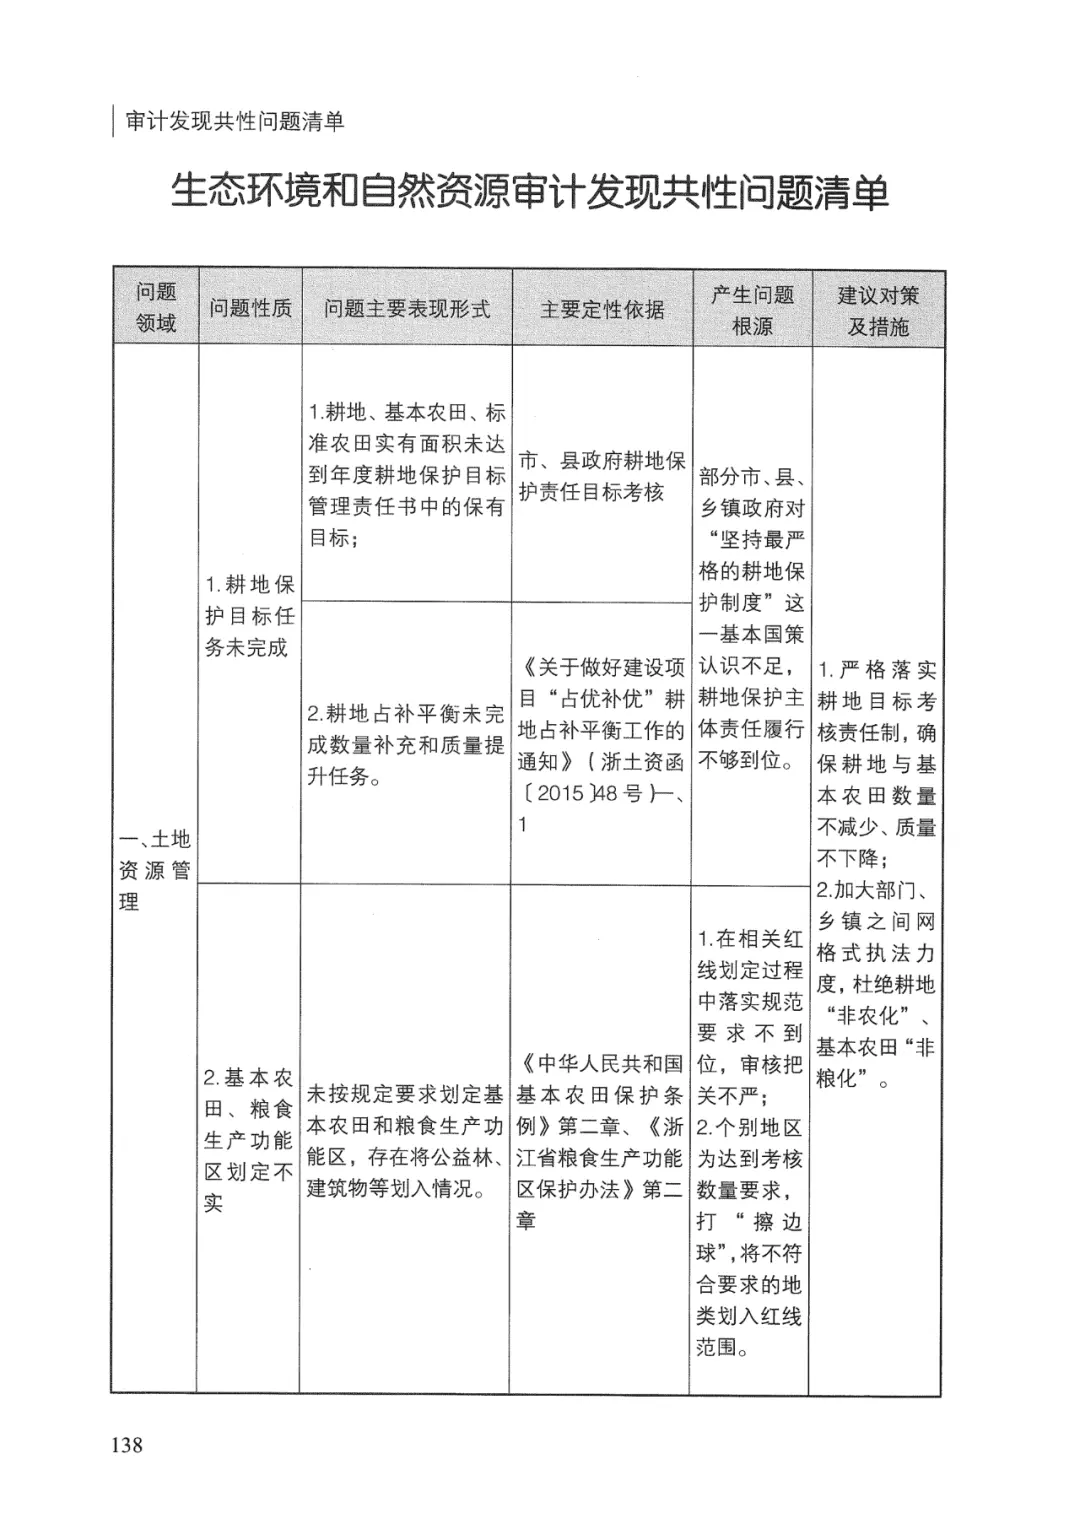 审计发现共性问题清单
生态环境和自然资源审计发现共性问题清单
问题
领域
问题性质
问题主要表现形式
主要定性依据
产生问题
根源
建议对策
及措施
一、土地
资源管
理
1.耕地保
护目标任
务未完成
1.耕地、基本农田、标
准农田实有面积未达
到年度耕地保护目标
管理责任书中的保有
目标；
市、县政府耕地保
护责任目标考核
2.耕地占补平衡未完
成数量补充和质量提
升任务。
《关于做好建设项
目“占优补优”耕
地占补平衡工作的
通知》（浙土资函
〔2015〕48号）一、
1
部分市、县、
乡镇政府对
“坚持最严
格的耕地保
护制度”这
一基本国策
认识不足，
耕地保护主
体责任履行
不够到位。
2.基本农
田、粮食
生产功能
区划定不
实
未按规定要求划定基
本农田和粮食生产功
能区，存在将公益林、
建筑物等划入情况。
《中华人民共和国
基本农田保护条
例》第二章、《浙
江省粮食生产功能
区保护办法》第二
章
1.在相关红
线划定过程
中落实规范
要求不到
位，审核把
关不严；
2.个别地区
为达到考核
数量要求，
打“擦边
球”，将不符
合要求的地
类划入红线
范围。
1.严格落实
耕地目标考
核责任制，确
保耕地与基
本农田数量
不减少、质量
不下降；
2.加大部门、
乡镇之间网
格式执法力
度，杜绝耕地
“非农化”、
基本农田“非
粮化”。
138